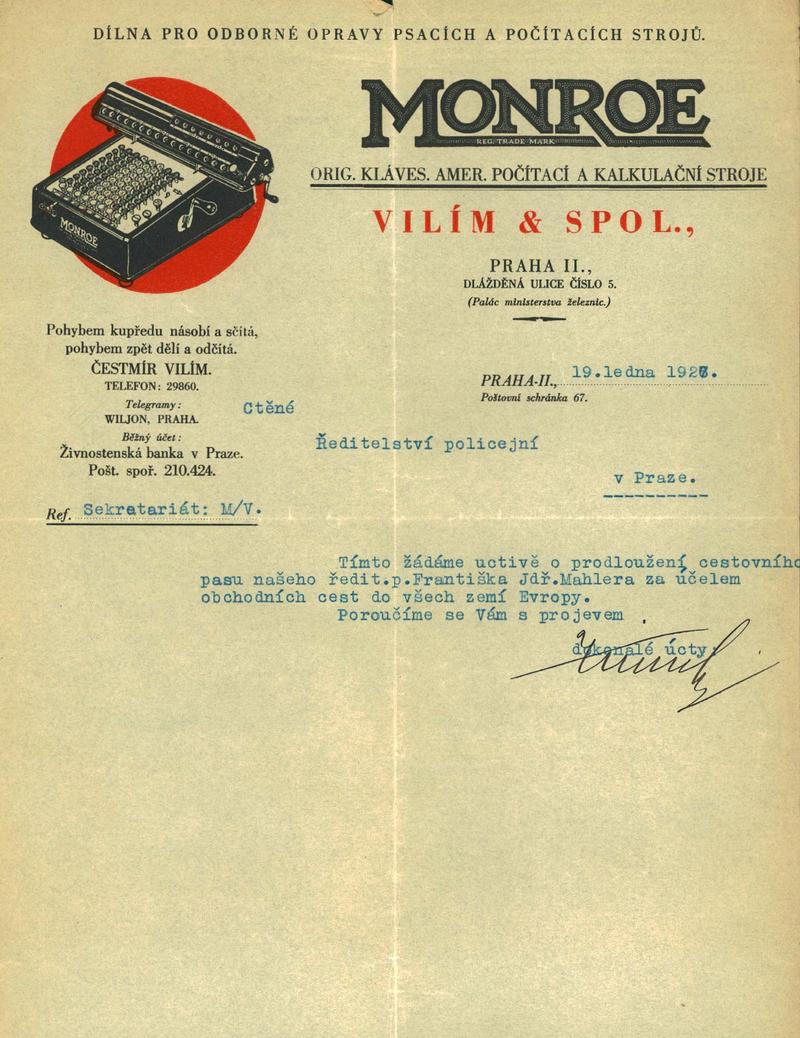 DÍLNA PRO ODBORNÉ OPRAVY PSACÍCH A POČÍTACÍCH STROJŮ.
MONROE
REG. TRADE MARK
ORIG. KLÁVES. AMER. POČÍTACÍ A KALKULAČNÍ STROJE
VILÍM & SPOL.,
PRAHA II.,
DLÁŽDĚNÁ ULICE ČÍSLO 5.
(Palác ministerstva železnic.)
MONROE
Pohybem kupředu násobí a sčítá,
pohybem zpět dělí a odčítá.
ČESTMÍR VILÍM.
TELEFON: 29860.
Telegramy:
WILJON, PRAHA.
Běžný účet:
Živnostenská banka v Praze.
Pošt. spoř. 210.424.
Ref. Sekretariát: M/V.
PRAHA-II., 19.ledna 192
Poštovní schránka 67.
Ctěné
Ředitelství policejní
v Praze.
Tímto žádáme uctivě o prodloužení cestovního
pasu našeho ředit.p.Františka Jdř.Mahlera za účelem
obchodních cest do všech zemí Evropy.
Poroučíme se Vám s projevem
dokonalé úcty